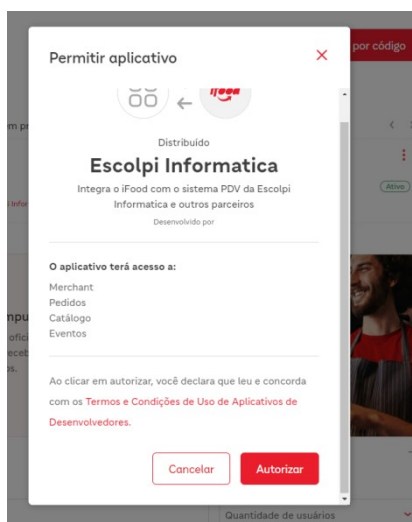 Permitir aplicativo
por código
ifood
Distribuído
Escolpi Informatica
Integra o iFood com o sistema PDV da Escolpi
Informatica e outros parceiros
Desenvolvido por
Ativo
O aplicativo terá acesso a:
Merchant
Pedidos
Catálogo
Eventos
Ao clicar em autorizar, você declara que leu e concorda
com os Termos e Condições de Uso de Aplicativos de
Desenvolvedores.
Cancelar
Autorizar
Quantidade de usuários